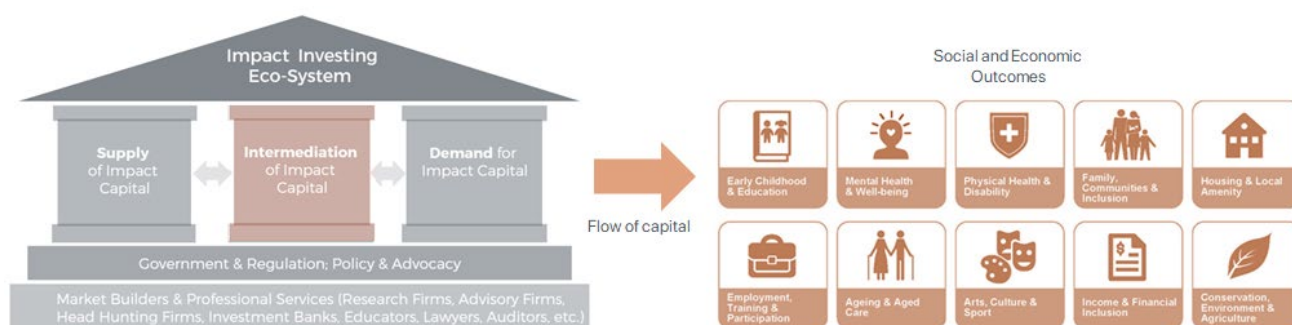 Impact Investing
Eco-System
Supply
of Impact
Capital
Intermediation
of Impact
Capital
Demand for
Impact Capital
Government & Regulation; Policy & Advocacy
Market Builders & Professional Services (Research Firms, Advisory Firms,
Head Hunting Firms, Investment Banks, Educators, Lawyers, Auditors, etc.)
Flow of capital
Social and Economic
Outcomes
Early Childhood
& Education
Mental Health
& Well-being
Physical Health &
Disability
Family,
Communities &
Inclusion
Housing & Local
Amenity
$
Employment,
Training &
Participation
Ageing & Aged
Care
Arts, Culture &
Sport
Income & Financial
Inclusion
Conservation,
Environment &
Agriculture